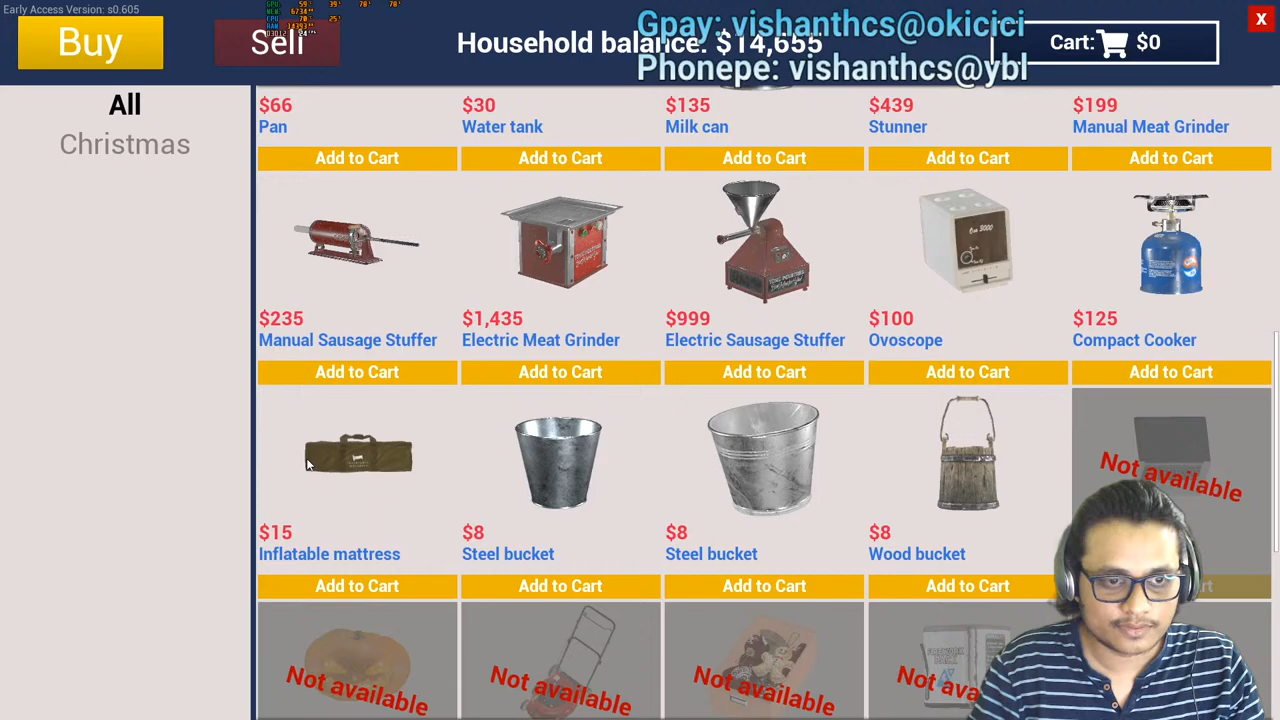 Early Access Version: s0.605
Buy
Sell
Household balance: $14,655
Gpay: vishanthcs@okicici
Phonepe: vishanthcs@ybl
Cart: $0
X
All
Christmas
$66
Pan
Add to Cart
$30
Water tank
Add to Cart
$135
Milk can
Add to Cart
$439
Stunner
Add to Cart
$199
Manual Meat Grinder
Add to Cart
$235
Manual Sausage Stuffer
Add to Cart
$1,435
Electric Meat Grinder
Add to Cart
$999
Electric Sausage Stuffer
Add to Cart
$100
Ovoscope
Add to Cart
$125
Compact Cooker
Add to Cart
$15
Inflatable mattress
Add to Cart
$8
Steel bucket
Add to Cart
$8
Steel bucket
Add to Cart
$8
Wood bucket
Add to Cart
Not available
Not available
Not available
Not available
Not